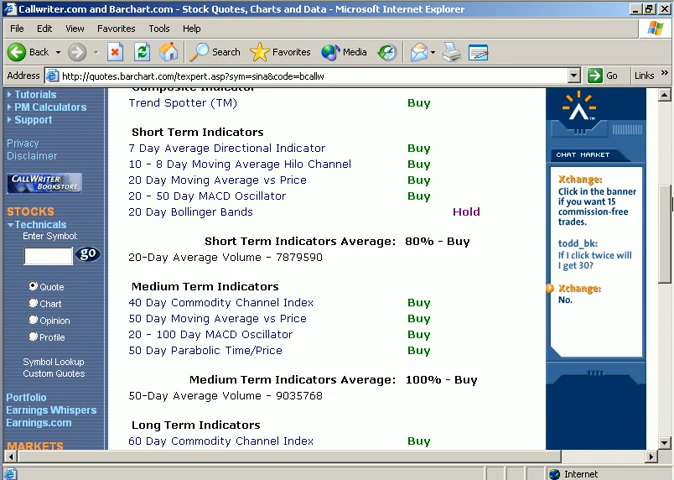 Callwriter.com and Barchart.com - Stock Quotes, Charts and Data - Microsoft Internet Explorer
File Edit View Favorites Tools Help
Back Search Favorites Media
Address http://quotes.barchart.com/texpert.asp?sym=sina&code=bcallw Go Links »
Tutorials
PM Calculators
Support
Privacy
Disclaimer
CALLWRITER
BOOKSTORE
STOCKS
Technicals
Enter Symbol:
go
Quote
Chart
Opinion
Profile
Symbol Lookup
Custom Quotes
Portfolio
Earnings Whispers
Earnings.com
MARKETS
Composite Indicator
Trend Spotter (TM) Buy
Short Term Indicators
7 Day Average Directional Indicator Buy
10 - 8 Day Moving Average Hilo Channel Buy
20 Day Moving Average vs Price Buy
20 - 50 Day MACD Oscillator Buy
20 Day Bollinger Bands Hold
Short Term Indicators Average: 80% - Buy
20-Day Average Volume - 7879590
Medium Term Indicators
40 Day Commodity Channel Index Buy
50 Day Moving Average vs Price Buy
20 - 100 Day MACD Oscillator Buy
50 Day Parabolic Time/Price Buy
Medium Term Indicators Average: 100% - Buy
50-Day Average Volume - 9035768
Long Term Indicators
60 Day Commodity Channel Index Buy
CHAT MARKET
Xchange:
Click in the banner
if you want 15
commission-free
trades.
todd_bk:
If I click twice will
I get 30?
Xchange:
No.
Internet